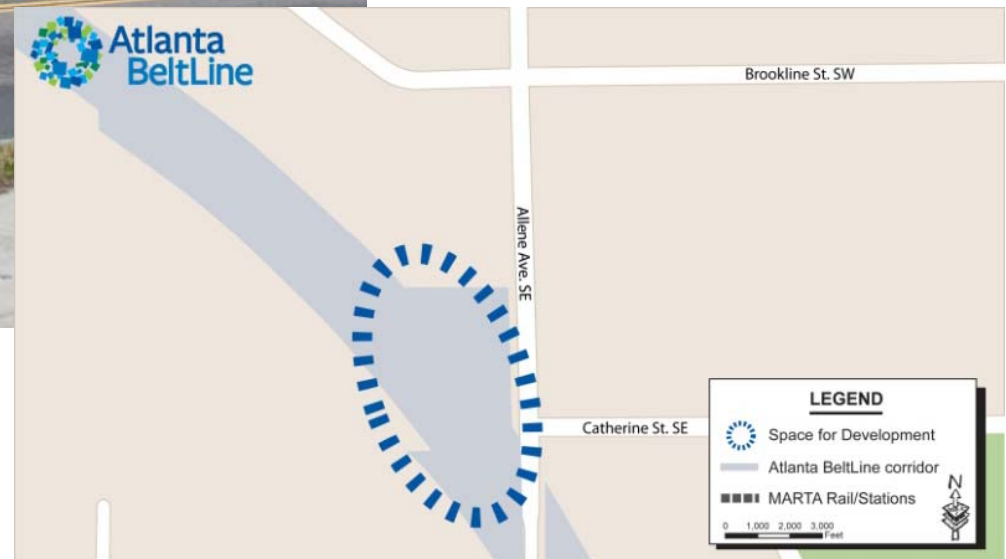 Atlanta
BeltLine
Brookline St. SW
Allene Ave. SE
Catherine St. SE
LEGEND
Space for Development
Atlanta BeltLine corridor
MARTA Rail/Stations
N
0 1,000 2,000 3,000
Feet